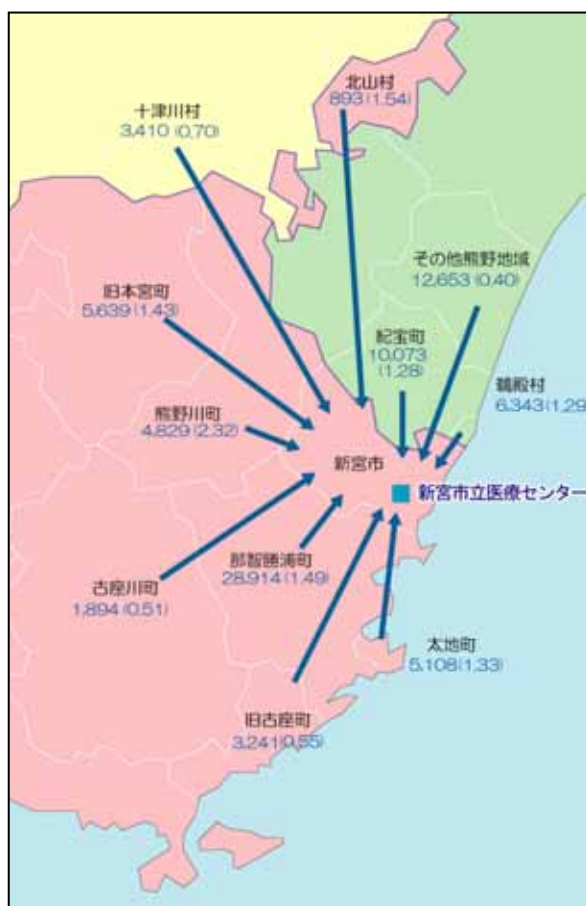 北山村
893(1.54)
十津川村
3,410(0.70)
その他熊野地域
12,653(0.40)
旧本宮町
5,639(1.43)
紀宝町
10,073
(1.28)
鵜殿村
6,343(1.29
熊野川町
4,829(2.32)
新宮市
新宮市立医療センター
那智勝浦町
28,914(1.49)
古座川町
1,894(0.51)
太地町
5,108(1.33)
旧古座町
3,241(0.55)